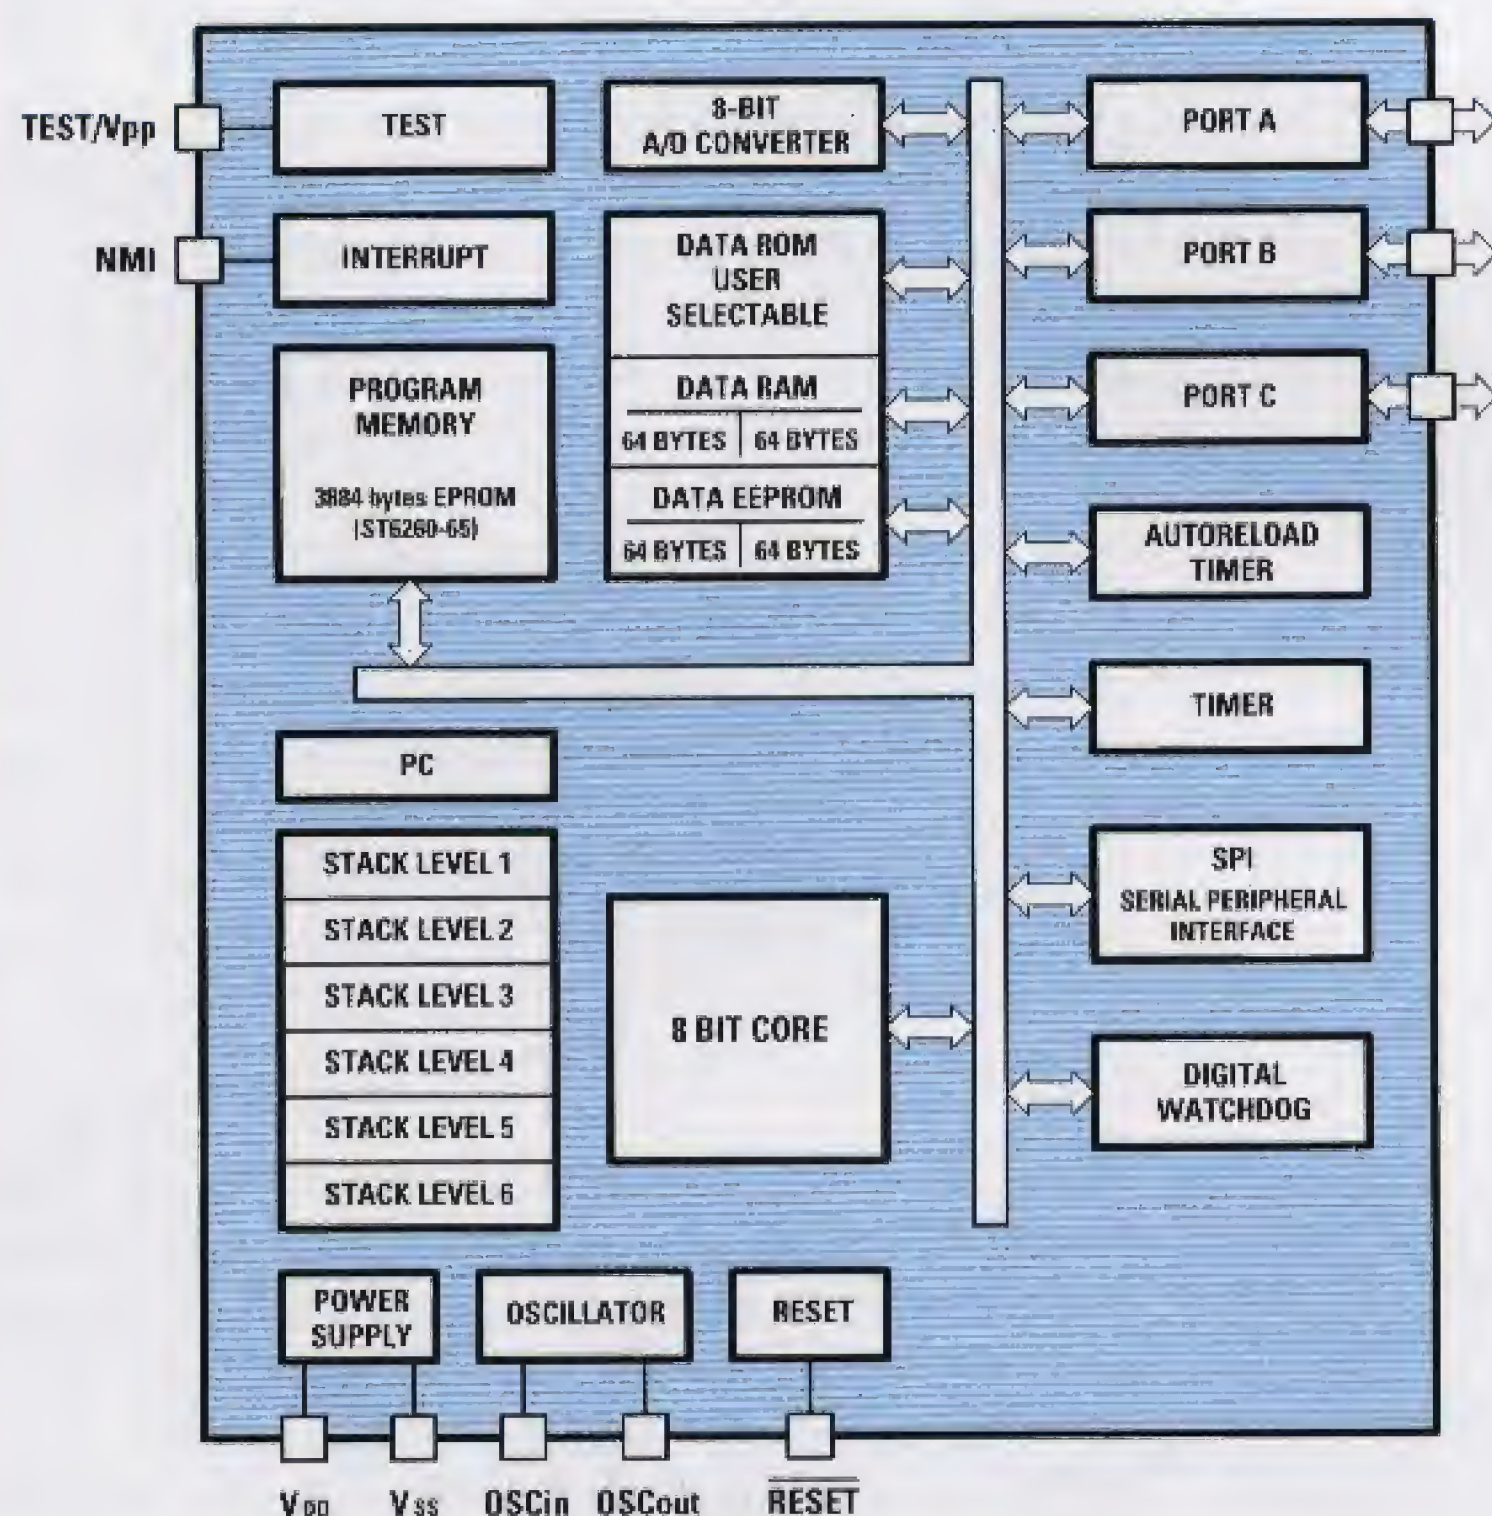 TEST/Vpp
TEST
8-BIT
A/D CONVERTER
PORT A
NMI
INTERRUPT
DATA ROM
USER
SELECTABLE
PORT B
PROGRAM
MEMORY
3884 bytes EPROM
(ST6260-65)
DATA RAM
64 BYTES 64 BYTES
PORT C
DATA EEPROM
64 BYTES 64 BYTES
AUTORELOAD
TIMER
TIMER
PC
STACK LEVEL 1
STACK LEVEL 2
STACK LEVEL 3
STACK LEVEL 4
STACK LEVEL 5
STACK LEVEL 6
8 BIT CORE
SPI
SERIAL PERIPHERAL
INTERFACE
DIGITAL
WATCHDOG
POWER
SUPPLY
OSCILLATOR
RESET
VDD
VSS
OSCin
OSCout
RESET